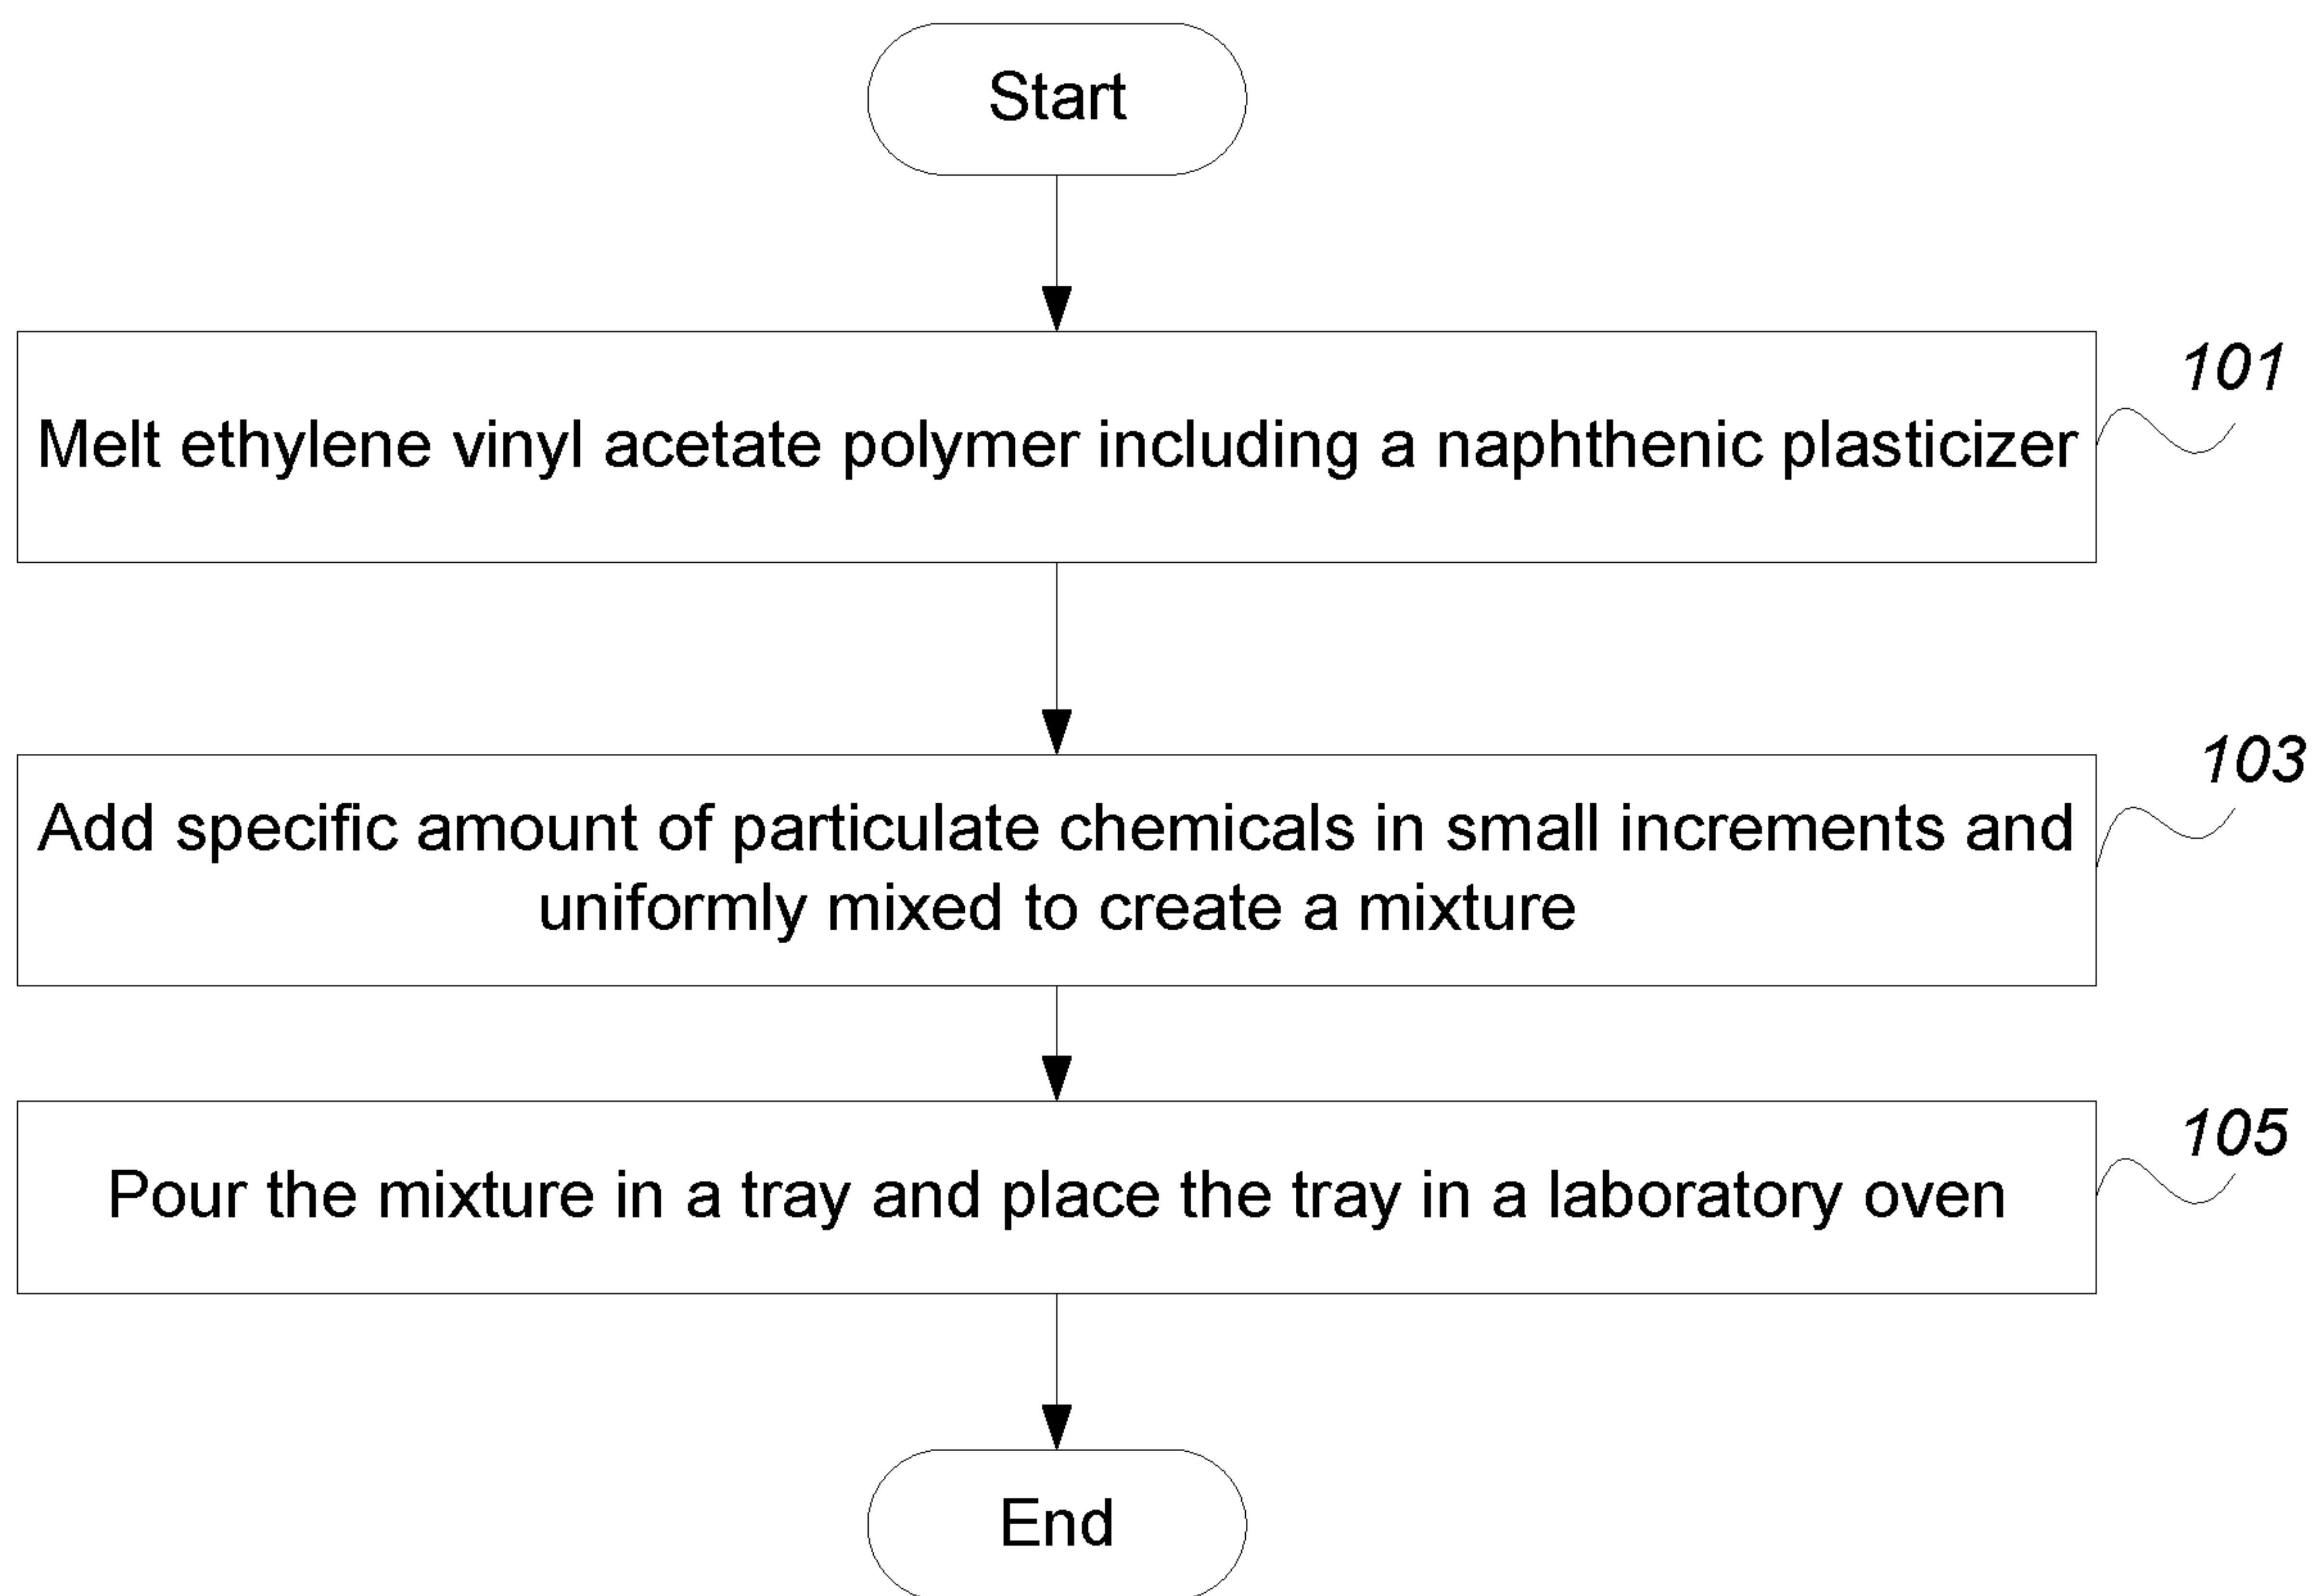 Start
101
Melt ethylene vinyl acetate polymer including a naphthenic plasticizer
103
Add specific amount of particulate chemicals in small increments and
uniformly mixed to create a mixture
105
Pour the mixture in a tray and place the tray in a laboratory oven
End